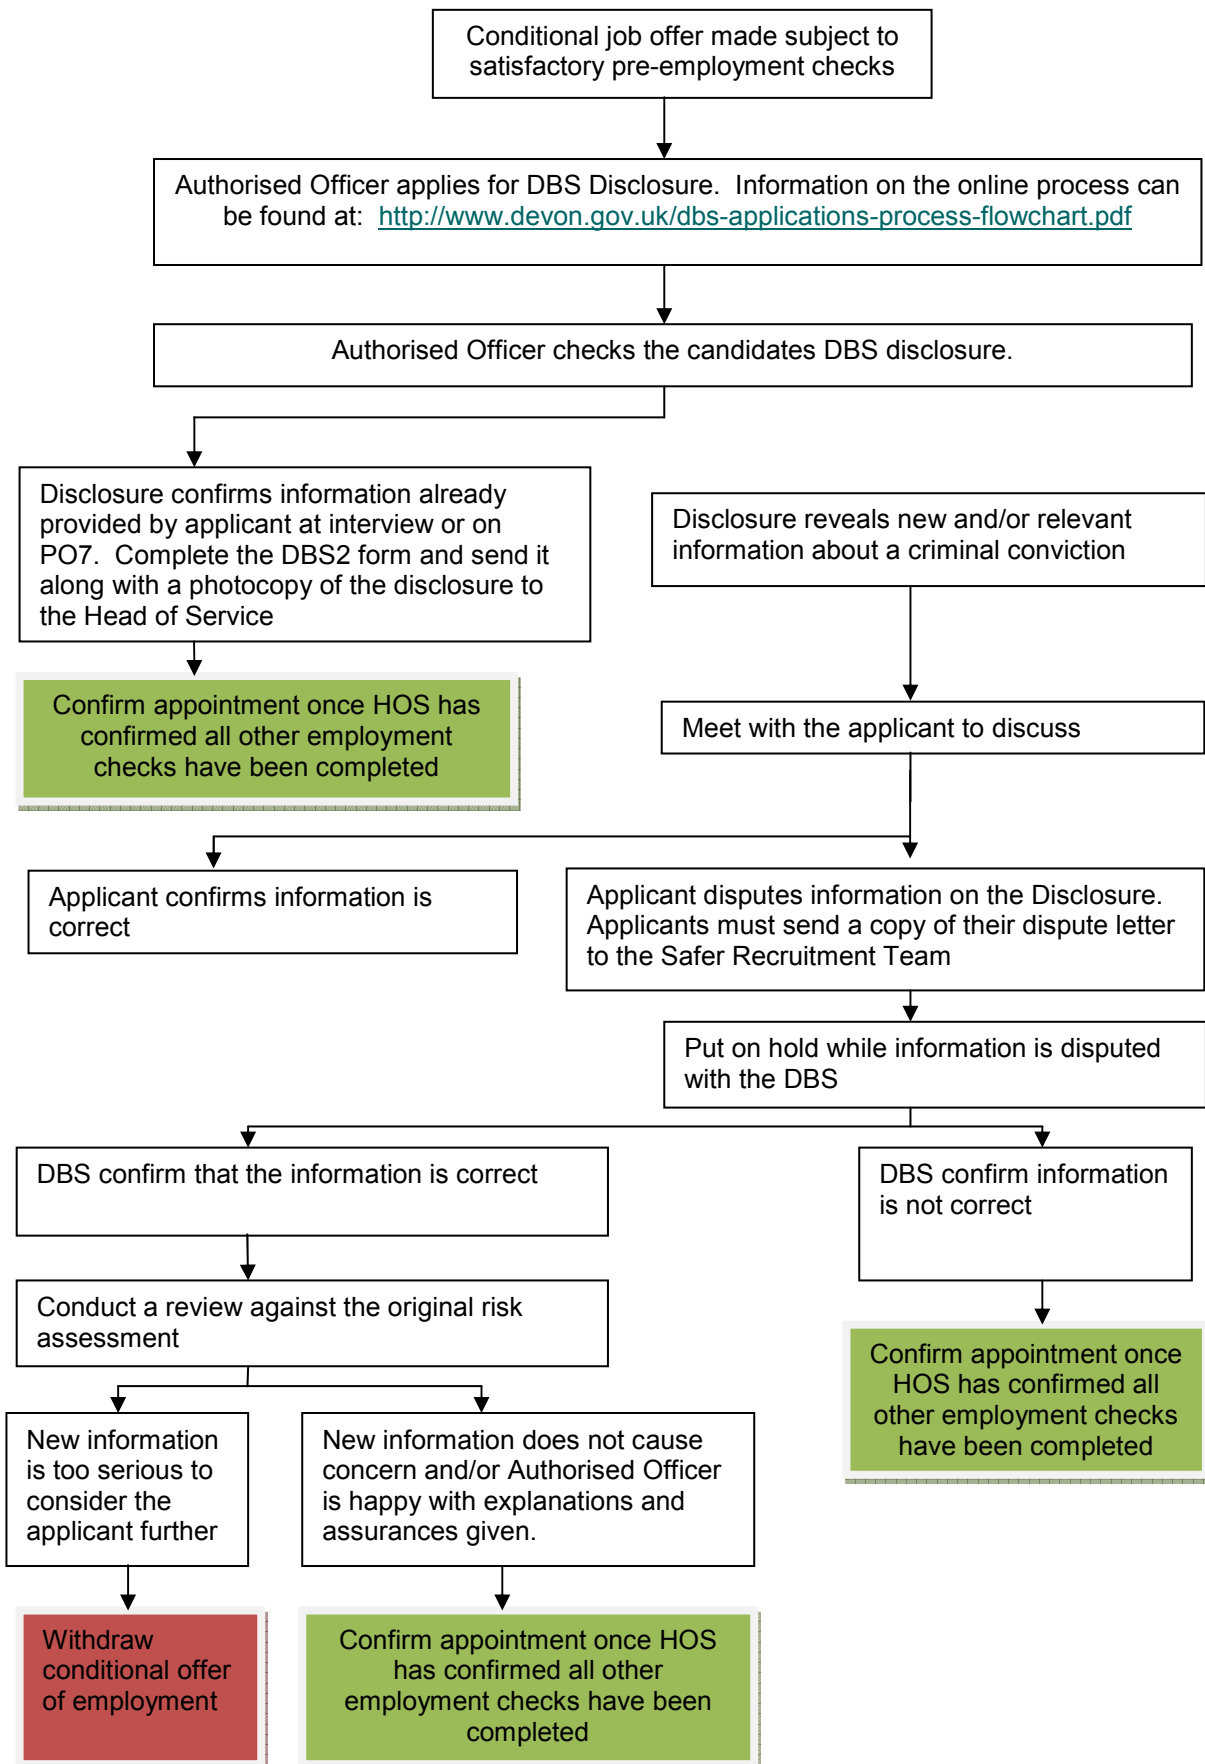 Conditional job offer made subject to
satisfactory pre-employment checks
Authorised Officer applies for DBS Disclosure.  Information on the online process can
be found at:  http://www.devon.gov.uk/dbs-applications-process-flowchart.pdf
Authorised Officer checks the candidates DBS disclosure.
Disclosure confirms information already
provided by applicant at interview or on
PO7.  Complete the DBS2 form and send it
along with a photocopy of the disclosure to
the Head of Service
Disclosure reveals new and/or relevant
information about a criminal conviction
Confirm appointment once HOS has
confirmed all other employment
checks have been completed
Meet with the applicant to discuss
Applicant confirms information is
correct
Applicant disputes information on the Disclosure.
Applicants must send a copy of their dispute letter
to the Safer Recruitment Team
Put on hold while information is disputed
with the DBS
DBS confirm that the information is correct
DBS confirm information
is not correct
Conduct a review against the original risk
assessment
Confirm appointment once
HOS has confirmed all
other employment checks
have been completed
New information
is too serious to
consider the
applicant further
New information does not cause
concern and/or Authorised Officer
is happy with explanations and
assurances given.
Withdraw
conditional offer
of employment
Confirm appointment once HOS
has confirmed all other
employment checks have been
completed